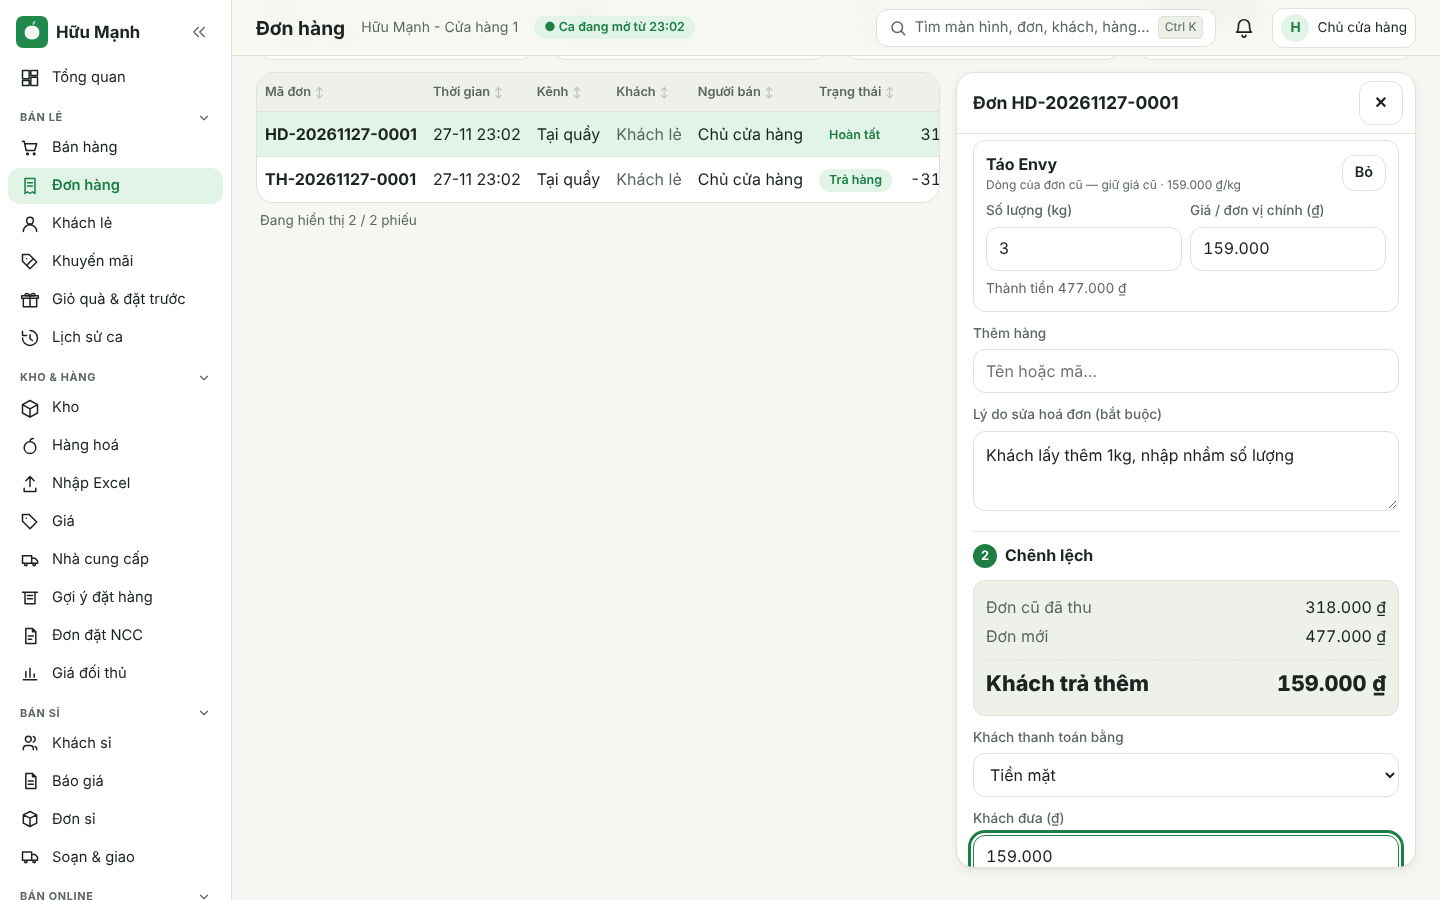 Hữu Mạnh
Tổng quan
BÁN LẺ
Bán hàng
Đơn hàng
Khách lẻ
Khuyến mãi
Giỏ quà & đặt trước
Lịch sử ca
KHO & HÀNG
Kho
Hàng hoá
Nhập Excel
Giá
Nhà cung cấp
Gợi ý đặt hàng
Đơn đặt NCC
Giá đối thủ
BÁN SỈ
Khách sỉ
Báo giá
Đơn sỉ
Soạn & giao
BÁN ONLINE
Đơn hàng Hữu Mạnh - Cửa hàng 1 Ca đang mở từ 23:02 Tìm màn hình, đơn, khách, hàng... Ctrl K H Chủ cửa hàng
Mã đơn Thời gian Kênh Khách Người bán Trạng thái
HD-20261127-0001 27-11 23:02 Tại quầy Khách lẻ Chủ cửa hàng Hoàn tất 31
TH-20261127-0001 27-11 23:02 Tại quầy Khách lẻ Chủ cửa hàng Trả hàng -31
Đang hiển thị 2 / 2 phiếu
Đơn HD-20261127-0001
Táo Envy
Bỏ
Dòng của đơn cũ — giữ giá cũ · 159.000 ₫/kg
Số lượng (kg) Giá / đơn vị chính (₫)
3 159.000
Thành tiền 477.000 ₫
Thêm hàng
Tên hoặc mã...
Lý do sửa hoá đơn (bắt buộc)
Khách lấy thêm 1kg, nhập nhầm số lượng
2 Chênh lệch
Đơn cũ đã thu 318.000 ₫
Đơn mới 477.000 ₫
Khách trả thêm 159.000 ₫
Khách thanh toán bằng
Tiền mặt
Khách đưa (₫)
159.000